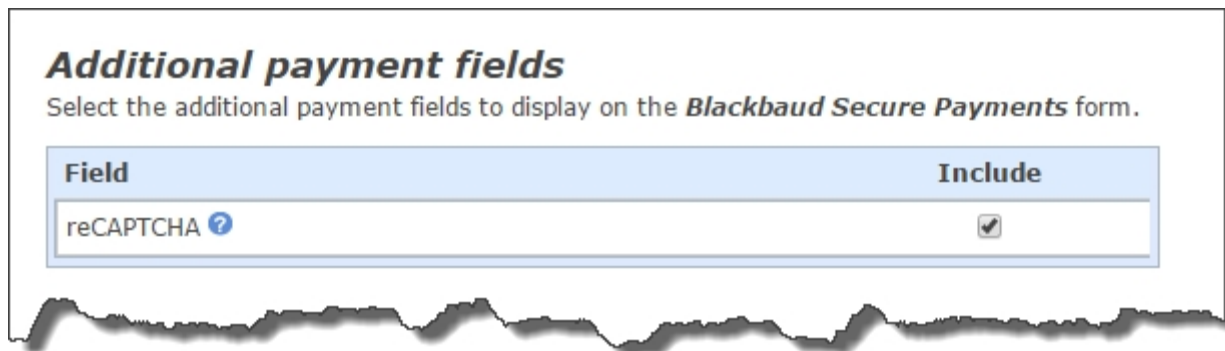 Additional payment fields
Select the additional payment fields to display on the Blackbaud Secure Payments form.
Field Include
reCAPTCHA ?